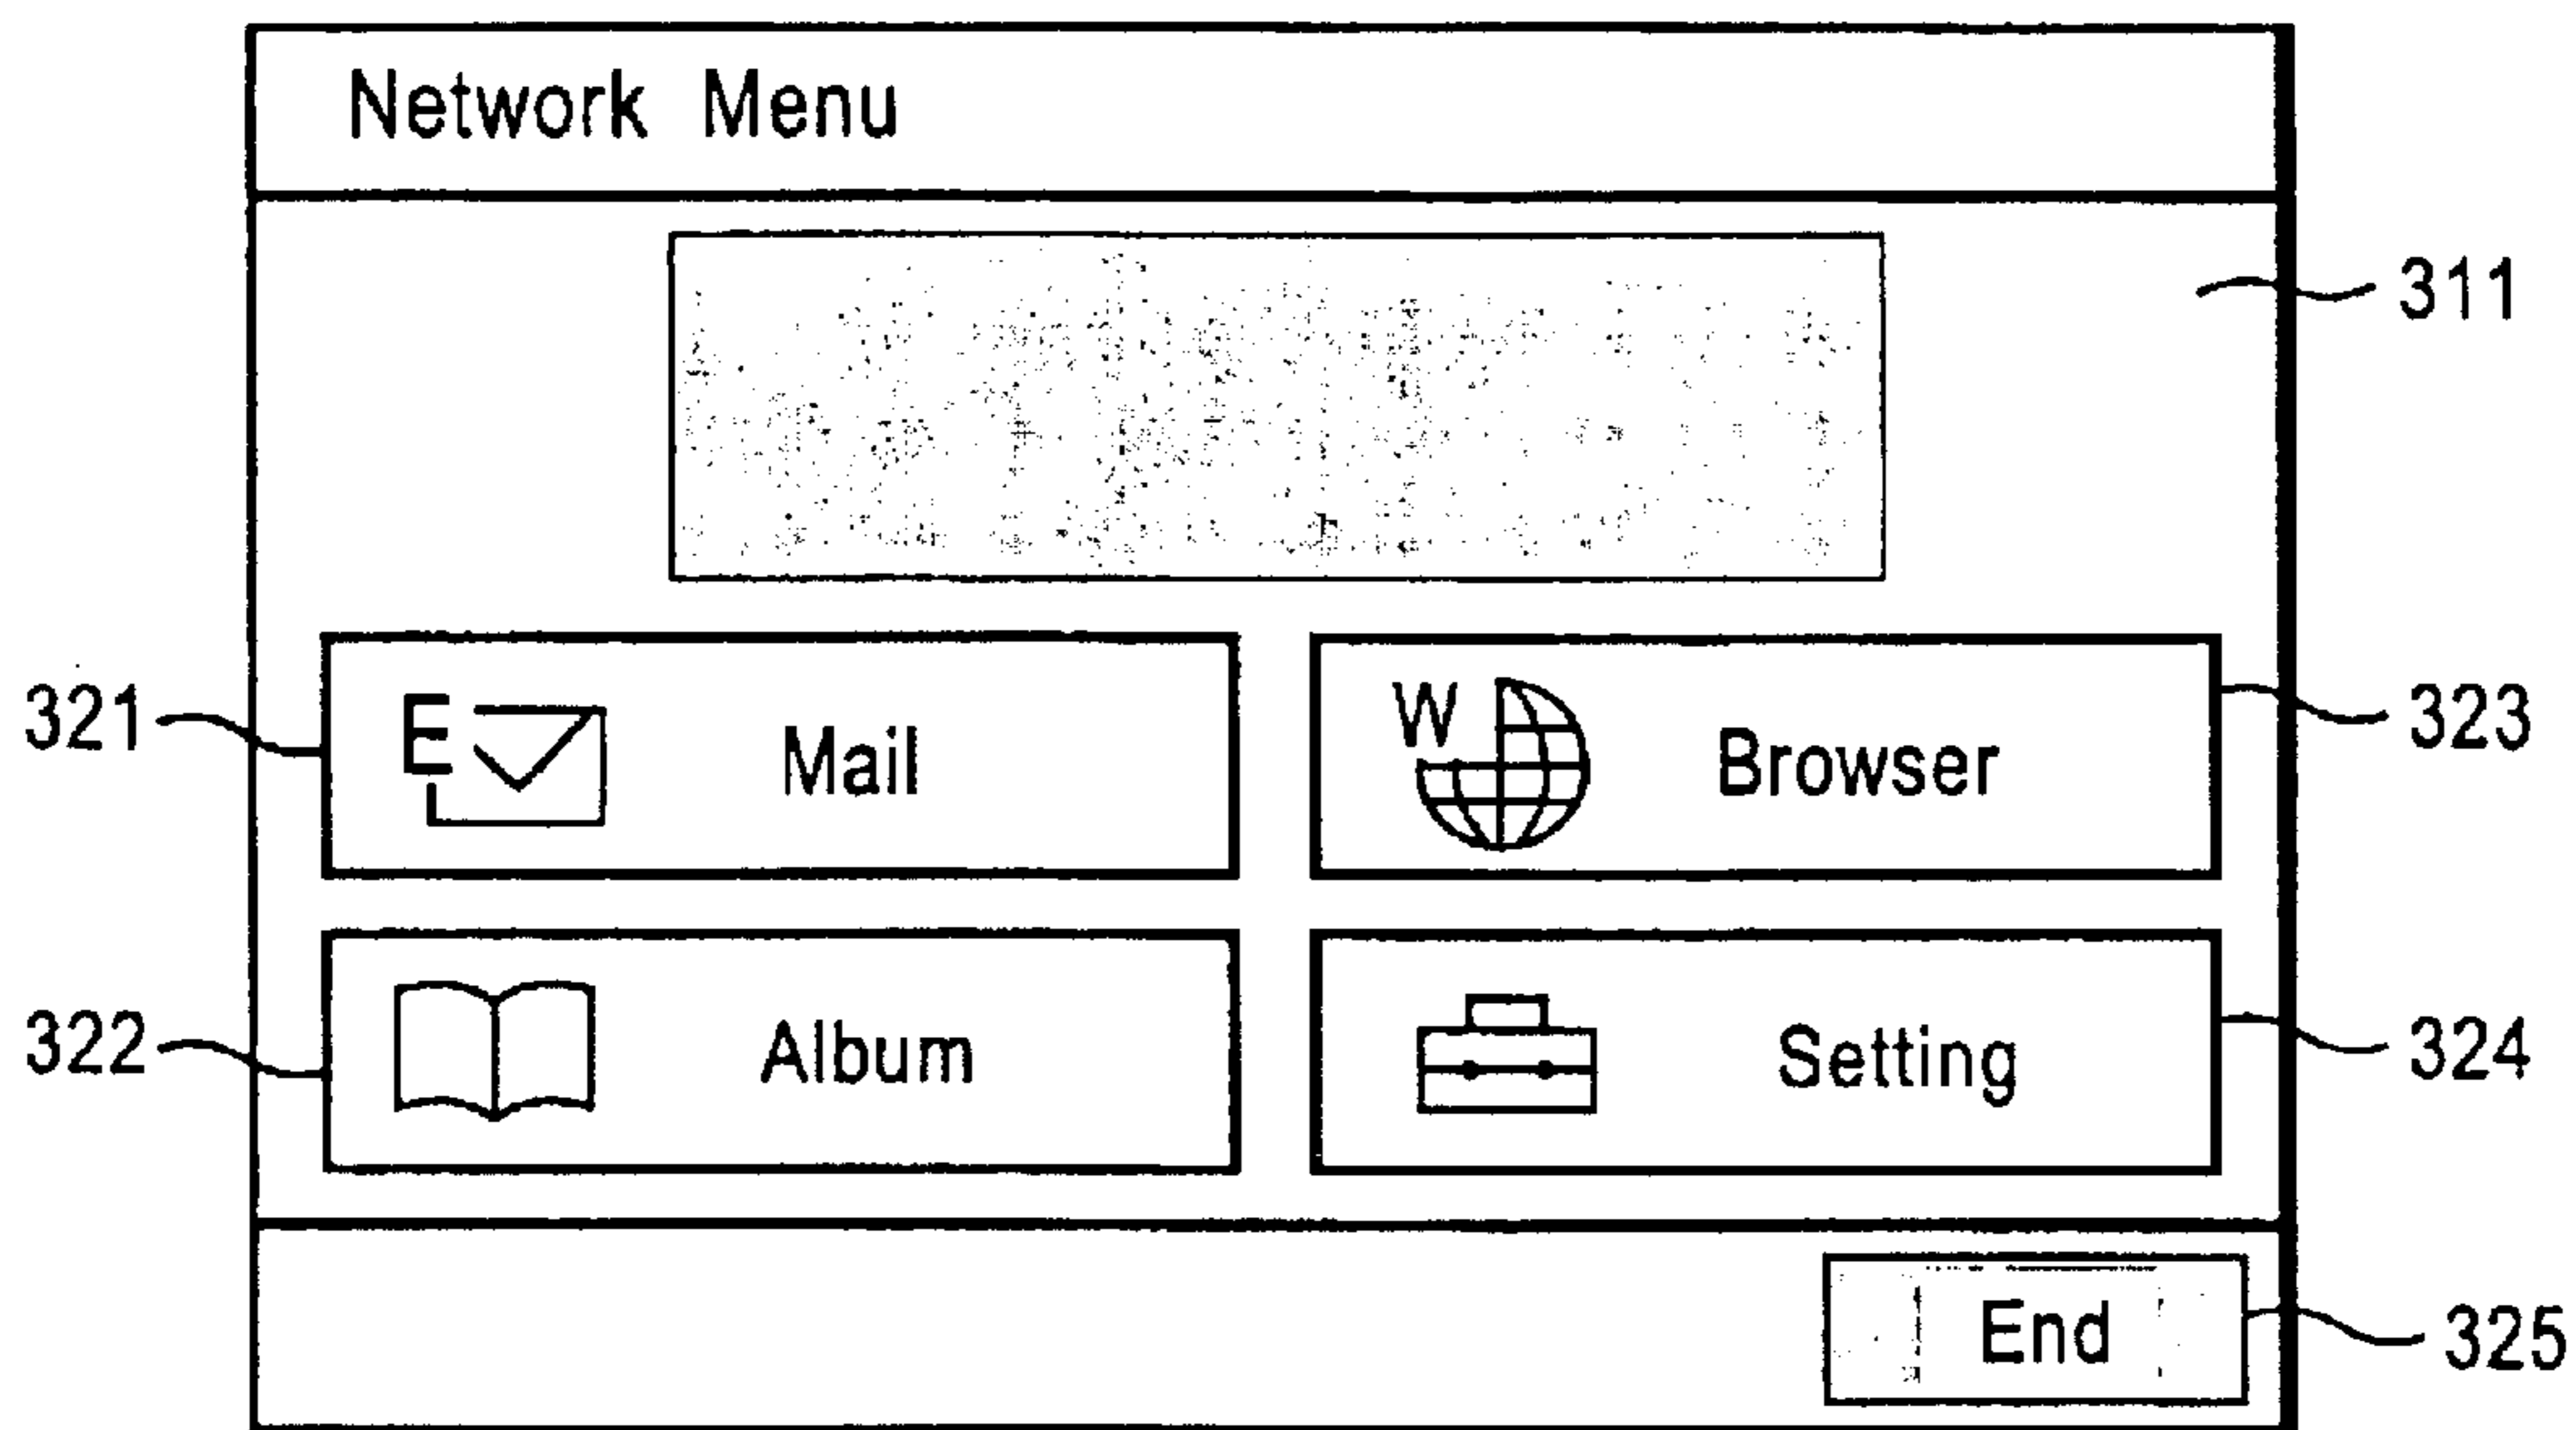 Network Menu
311
321
E Mail
W Browser
323
322
Album
Setting
324
End
325